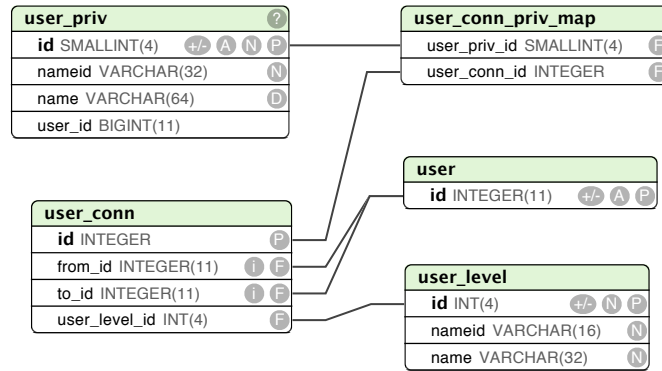 user_priv ?
id SMALLINT(4) +/- A N P
nameid VARCHAR(32) N
name VARCHAR(64) D
user_id BIGINT(11)
user_conn_priv_map
user_priv_id SMALLINT(4) F
user_conn_id INTEGER F
user
id INTEGER(11) +/- A P
user_conn
id INTEGER P
from_id INTEGER(11) i F
to_id INTEGER(11) i F
user_level_id INT(4) F
user_level
id INT(4) +/- N P
nameid VARCHAR(16) N
name VARCHAR(32) N